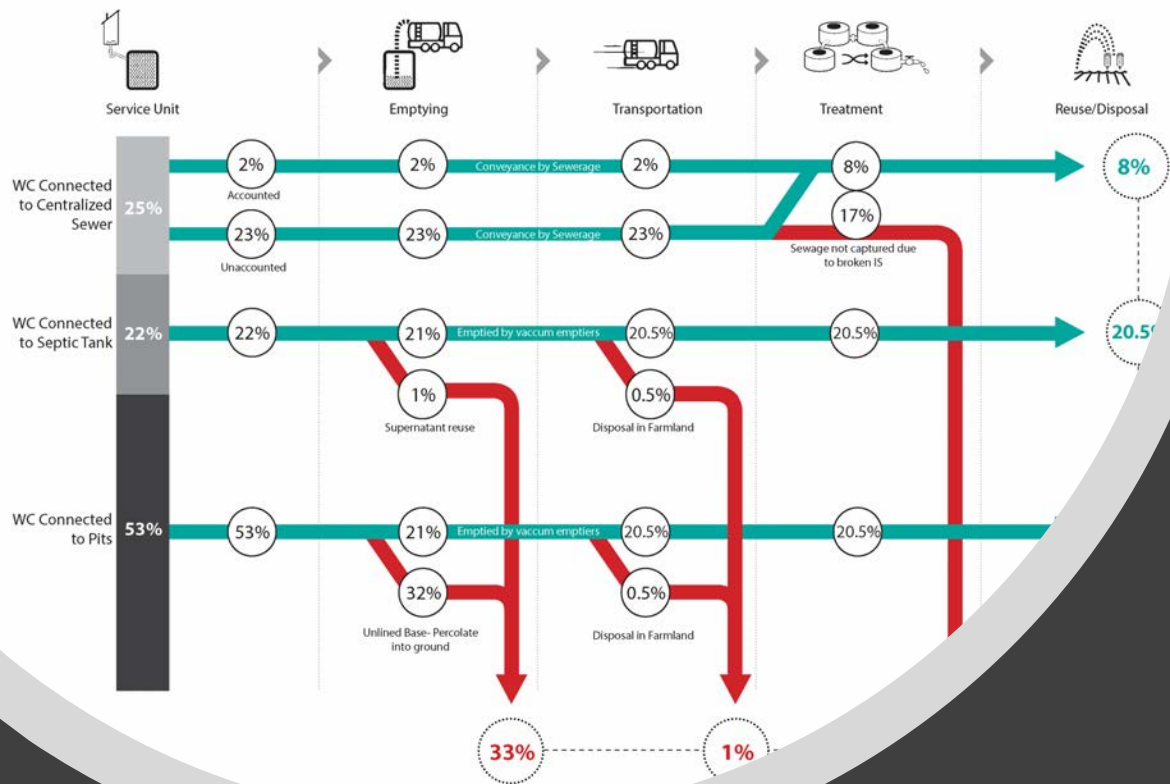 Service Unit
Emptying
Transportation
Treatment
Reuse/Disposal
WC Connected
to Centralized
Sewer
25%
2%
Accounted
2%
Conveyance by Sewerage
2%
8%
8%
23%
Unaccounted
23%
Conveyance by Sewerage
23%
17%
Sewage not captured due
to broken IS
WC Connected
to Septic Tank
22%
22%
21%
Emptied by vaccum emptiers
20.5%
20.5%
20.5%
1%
Supernatant reuse
0.5%
Disposal in Farmland
WC Connected
to Pits
53%
53%
21%
Emptied by vaccum emptiers
20.5%
20.5%
32%
Unlined Base- Percolate
into ground
0.5%
Disposal in Farmland
33%
1%